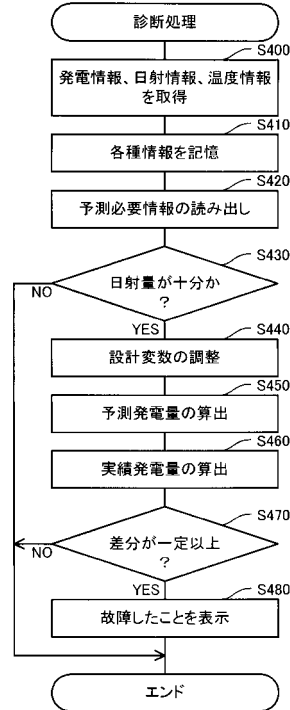 診断処理
S400
発電情報、日射情報、温度情報
を取得
S410
各種情報を記憶
S420
予測必要情報の読み出し
S430
日射量が十分か
?
NO
YES
S440
設計変数の調整
S450
予測発電量の算出
S460
実績発電量の算出
S470
差分が一定以上
?
NO
YES
S480
故障したことを表示
エンド